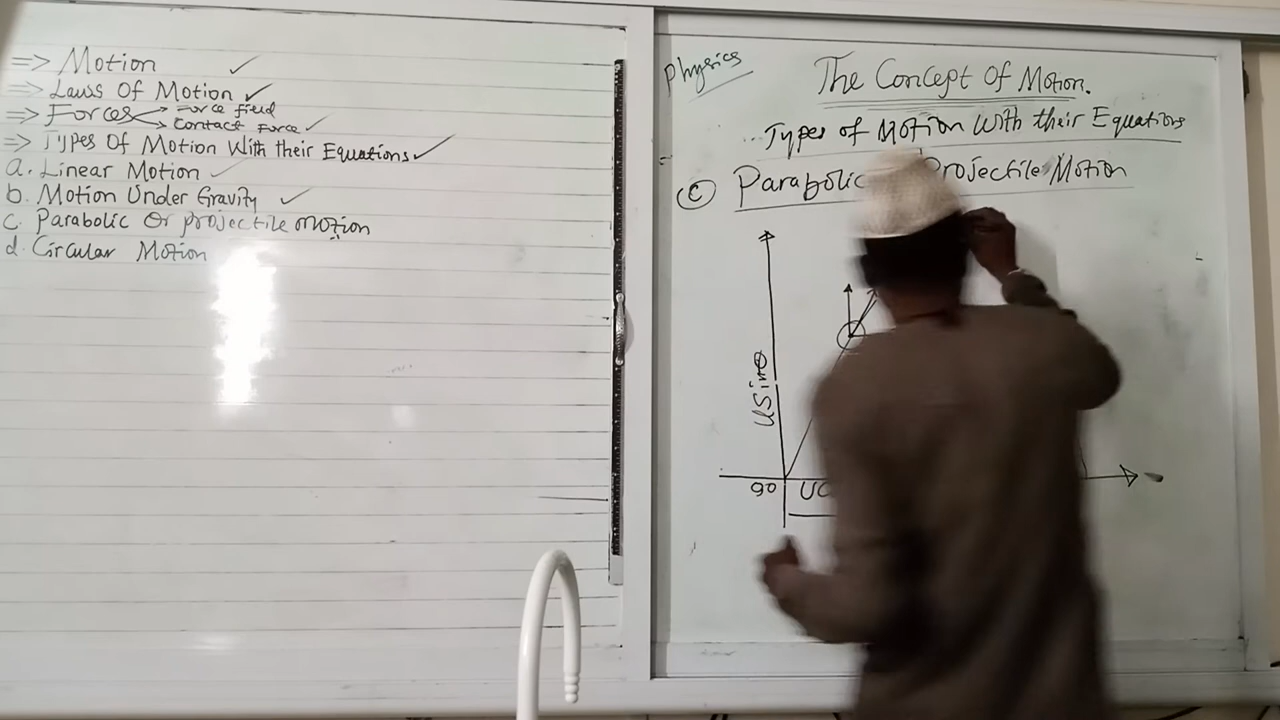 => Motion ✓
=> Laws Of Motion ✓
=> Forces → Force field
→ Contact Force ✓
=> Types Of Motion With their Equations ✓
a. Linear Motion ✓
b. Motion Under Gravity ✓
c. Parabolic Or projectile motion
d. Circular Motion
Physics
The Concept Of Motion.
Types of Motion With their Equations
(c) Parabolic Projectile Motion
USinθ
90